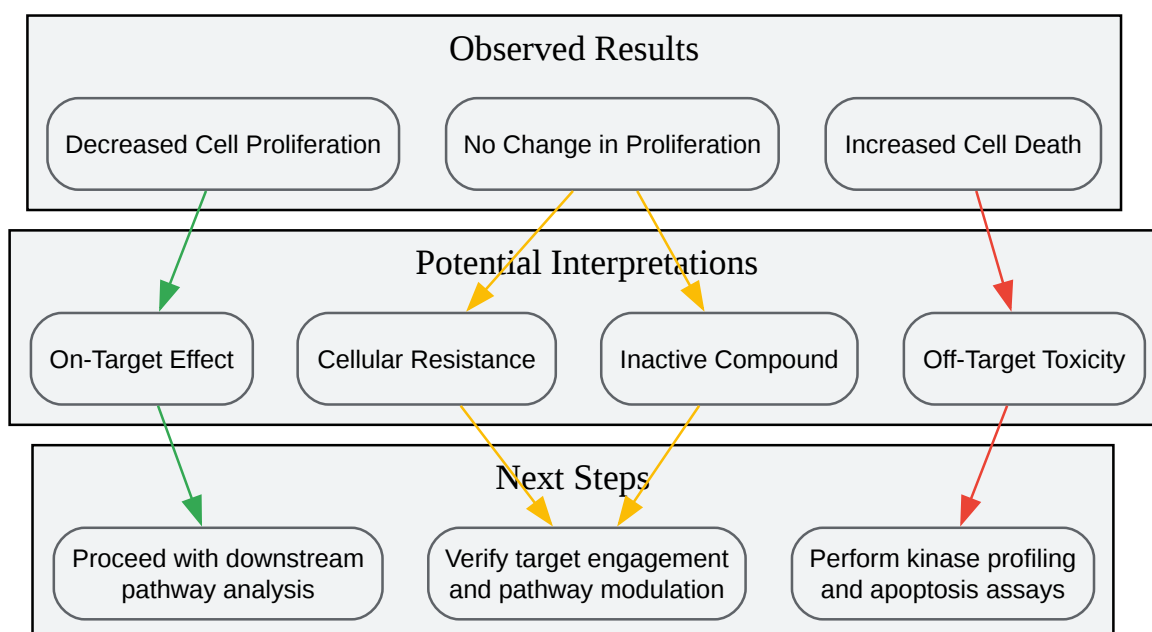 Observed Results
Decreased Cell Proliferation
No Change in Proliferation
Increased Cell Death
Potential Interpretations
On-Target Effect
Cellular Resistance
Inactive Compound
Off-Target Toxicity
Next Steps
Proceed with downstream
pathway analysis
Verify target engagement
and pathway modulation
Perform kinase profiling
and apoptosis assays